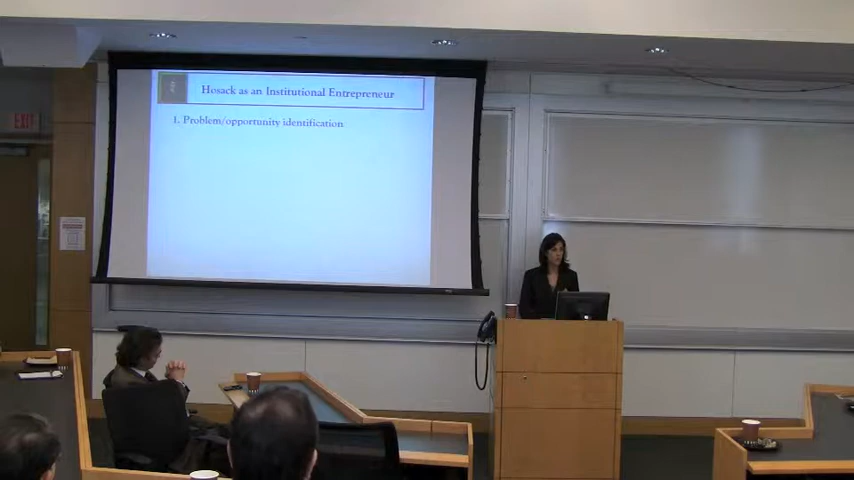 Hosack as an Institutional Entrepreneur
1. Problem/opportunity identification
EXIT